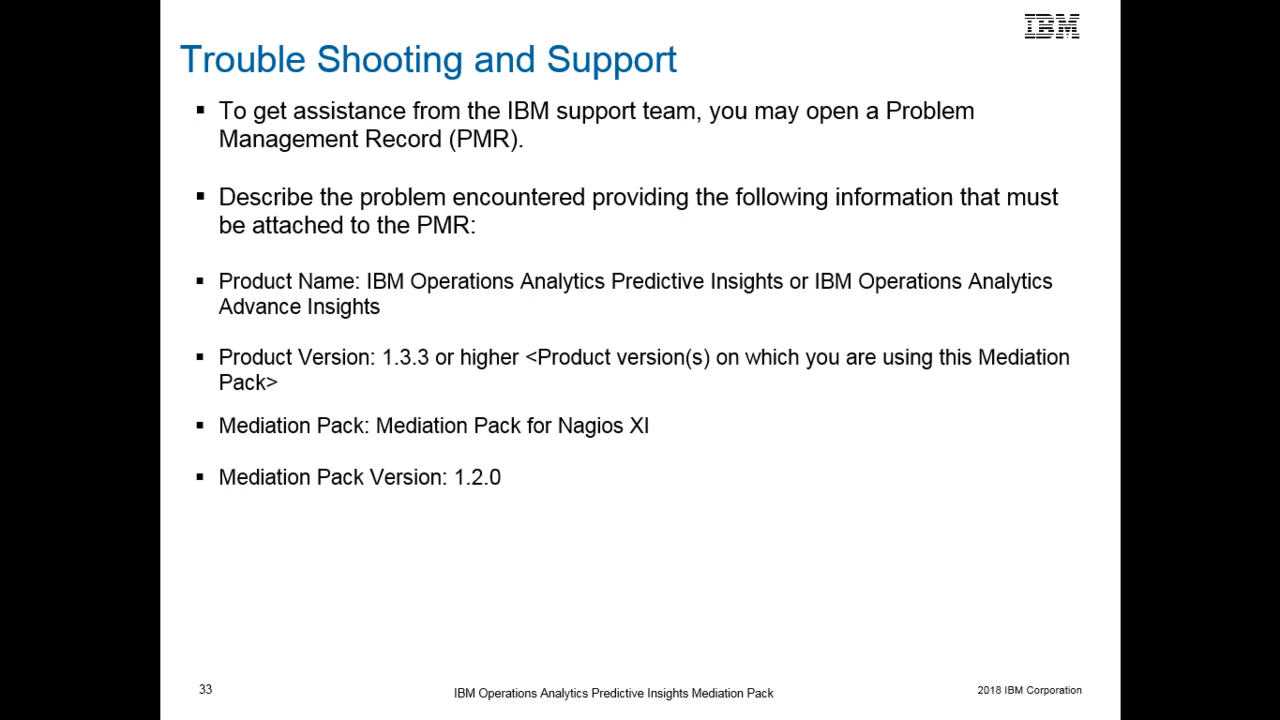 IBM
Trouble Shooting and Support
▪ To get assistance from the IBM support team, you may open a Problem
Management Record (PMR).
▪ Describe the problem encountered providing the following information that must
be attached to the PMR:
▪ Product Name: IBM Operations Analytics Predictive Insights or IBM Operations Analytics
Advance Insights
▪ Product Version: 1.3.3 or higher <Product version(s) on which you are using this Mediation
Pack>
▪ Mediation Pack: Mediation Pack for Nagios XI
▪ Mediation Pack Version: 1.2.0
33
IBM Operations Analytics Predictive Insights Mediation Pack
2018 IBM Corporation